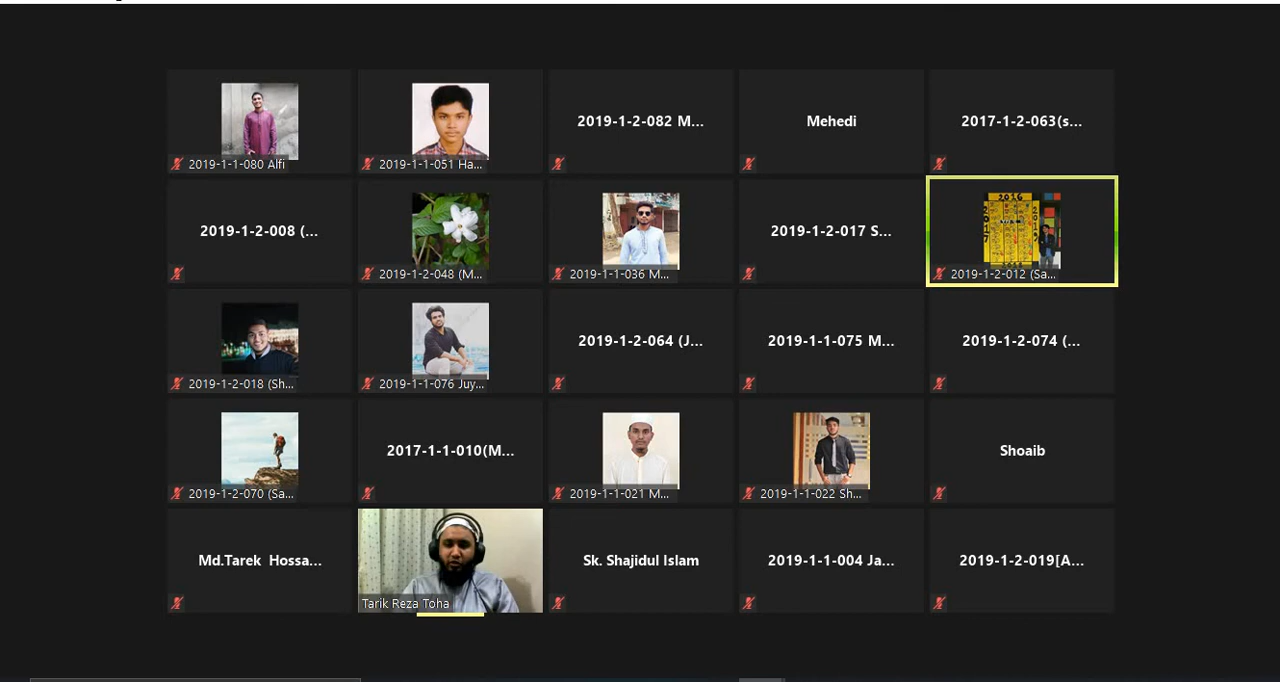 2019-1-1-080 Alfi
2019-1-1-051 Ha...
2019-1-2-082 M...
Mehedi
2017-1-2-063(s...
2019-1-2-008 (...
2019-1-2-048 (M...
2019-1-1-036 M...
2019-1-2-017 S...
2016
2017
2019
2019-1-2-012 (Sa...
2019-1-2-018 (Sh...
2019-1-1-076 Juy...
2019-1-2-064 (J...
2019-1-1-075 M...
2019-1-2-074 (...
2019-1-2-070 (Sa...
2017-1-1-010(M...
2019-1-1-021 M...
2019-1-1-022 Sh...
Shoaib
Md.Tarek Hossa...
Tarik Reza Toha
Sk. Shajidul Islam
2019-1-1-004 Ja...
2019-1-2-019[A...